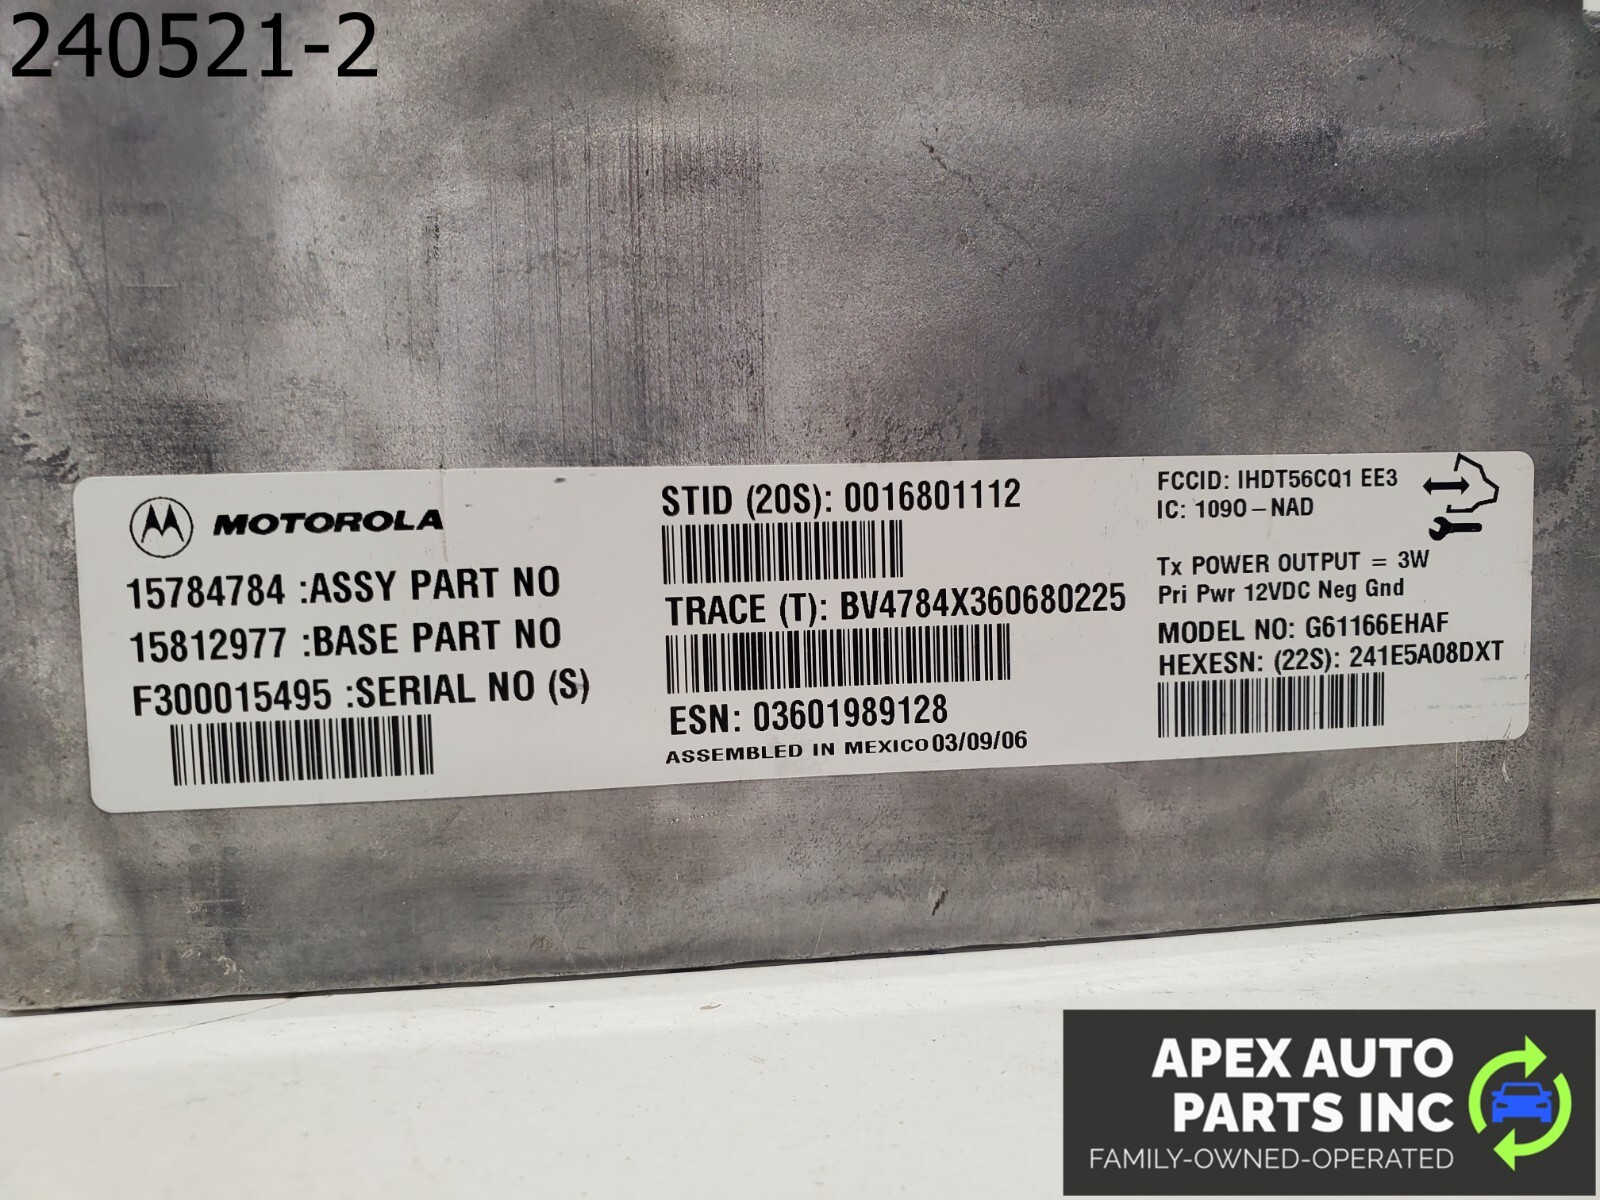 240521-2
MOTOROLA
15784784 :ASSY PART NO
15812977 :BASE PART NO
F300015495 :SERIAL NO (S)
STID (20S): 0016801112
TRACE (T): BV4784X360680225
ESN: 03601989128
ASSEMBLED IN MEXICO 03/09/06
FCCID: IHDT56CQ1 EE3
IC: 109O-NAD
Tx POWER OUTPUT = 3W
Pri Pwr 12VDC Neg Gnd
MODEL NO: G61166EHAF
HEXESN: (22S): 241E5A08DXT
APEX AUTO
PARTS INC
FAMILY-OWNED-OPERATED